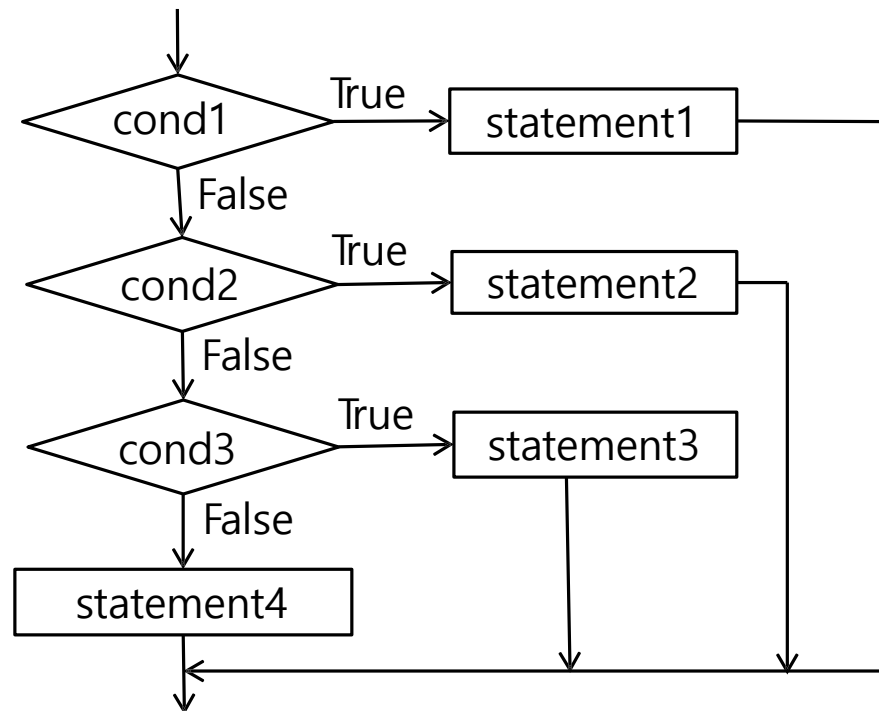 True
cond1
statement1
False
True
cond2
statement2
False
True
cond3
statement3
False
statement4